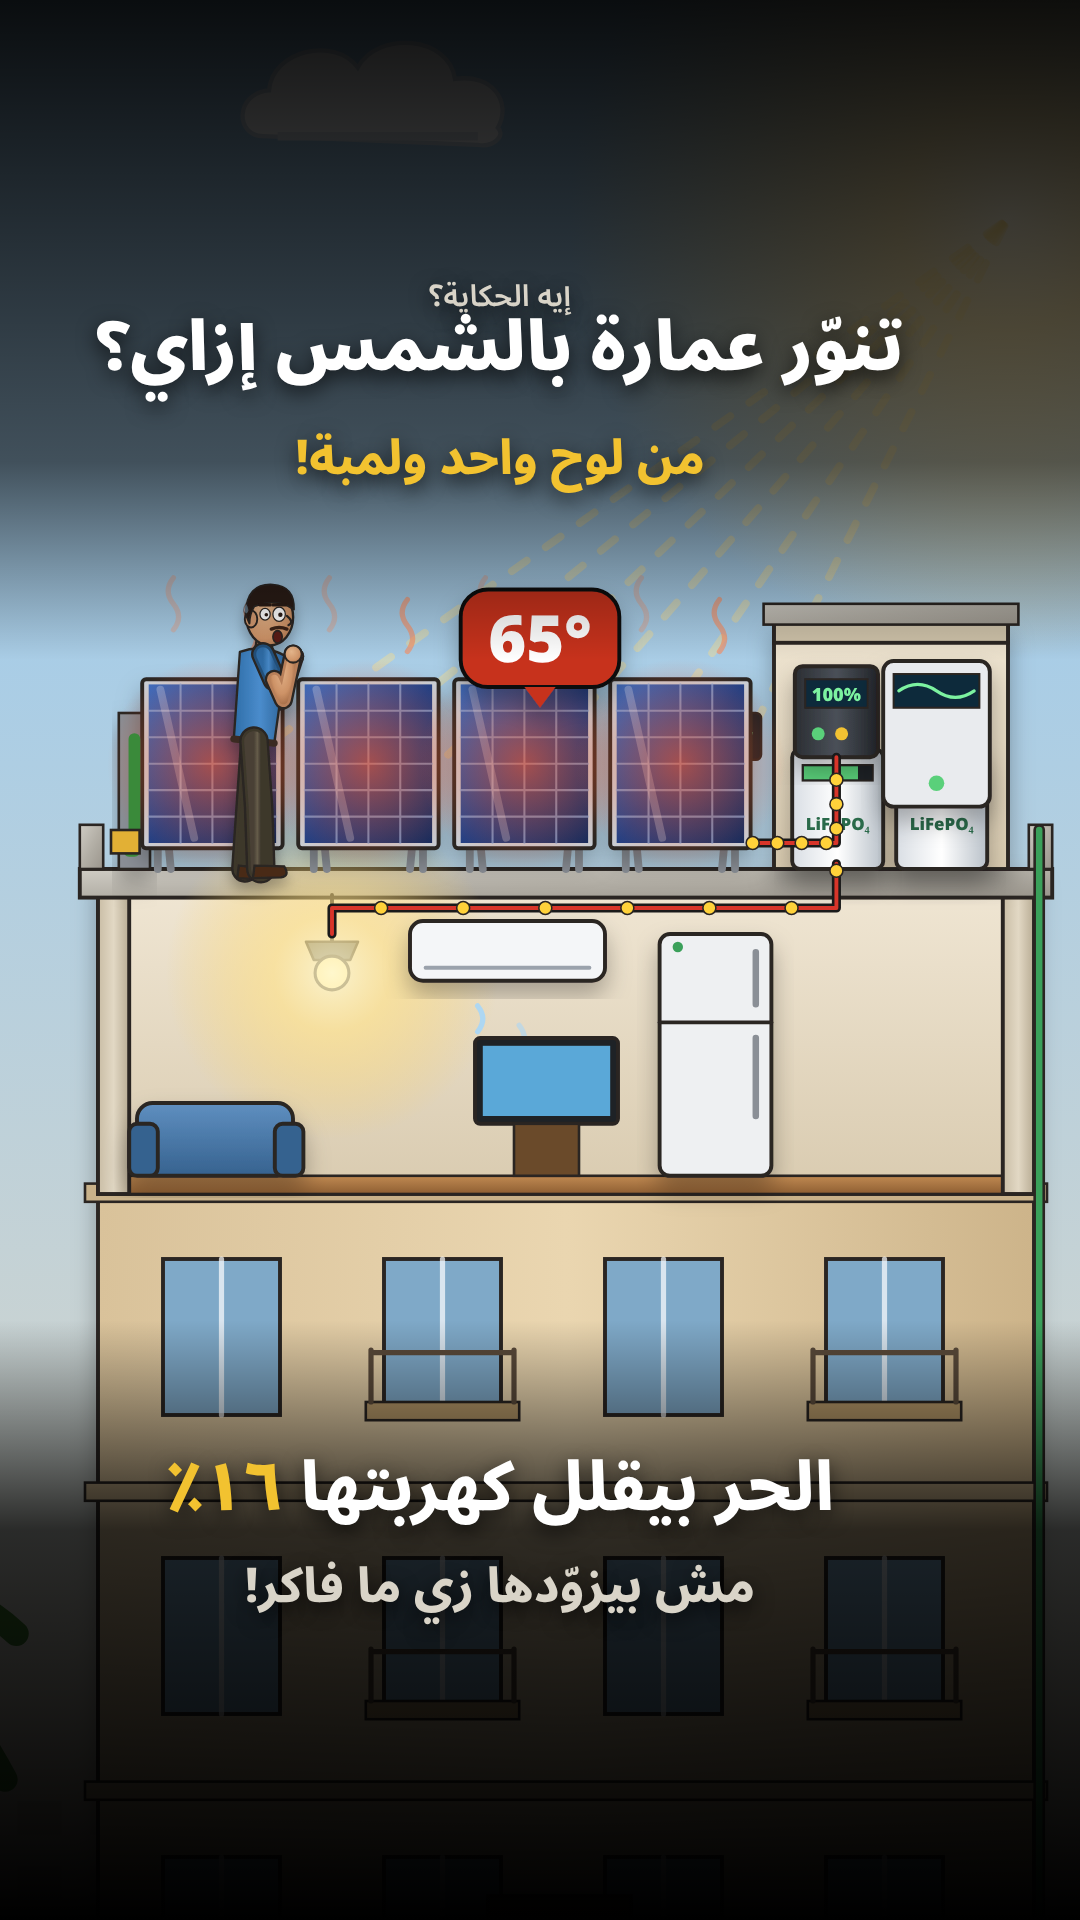 إيه الحكاية؟
تنوّر عمارة بالشمس إزاي؟
من لوح واحد ولمبة!
65°
100%
LiFePO₄
LiFePO₄
الحر بيقلل كهربتها ١٦٪
مش بيزوّدها زي ما فاكر!